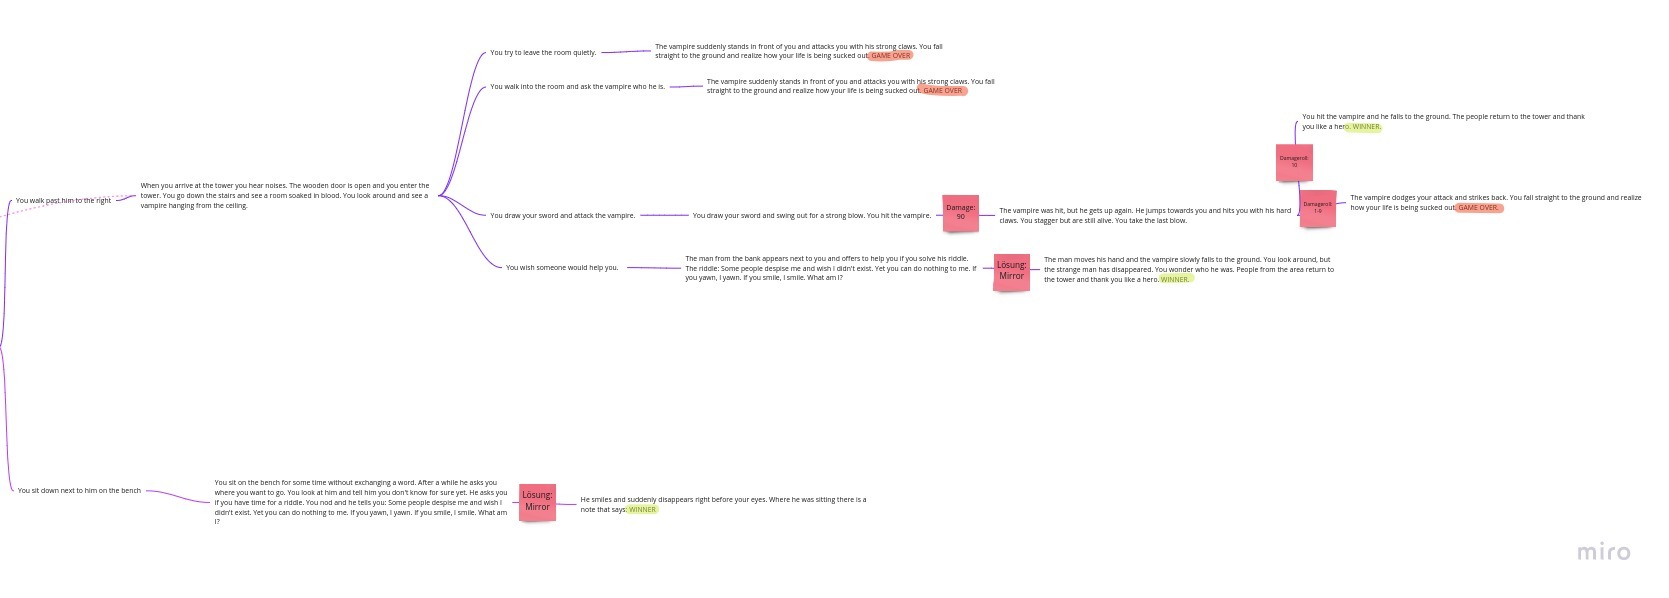 You try to leave the room quietly.
The vampire suddenly stands in front of you and attacks you with his strong claws. You fall
straight to the ground and realize how your life is being sucked out. GAME OVER
You walk into the room and ask the vampire who he is.
The vampire suddenly stands in front of you and attacks you with his strong claws. You fall
straight to the ground and realize how your life is being sucked out. GAME OVER
You walk past him to the right
When you arrive at the tower you hear noises. The wooden door is open and you enter the
tower. You go down the stairs and see a room soaked in blood. You look around and see a
vampire hanging from the ceiling.
You draw your sword and attack the vampire.
You draw your sword and swing out for a strong blow. You hit the vampire.
Damage:
90
The vampire was hit, but he gets up again. He jumps towards you and hits you with his hard
claws. You stagger but are still alive. You take the last blow.
Damageroll:
10
You hit the vampire and he falls to the ground. The people return to the tower and thank
you like a hero. WINNER.
Damageroll:
1-9
The vampire dodges your attack and strikes back. You fall straight to the ground and realize
how your life is being sucked out. GAME OVER.
You wish someone would help you.
The man from the bank appears next to you and offers to help you if you solve his riddle.
The riddle: Some people despise me and wish I didn't exist. Yet you can do nothing to me. If
you yawn, I yawn. If you smile, I smile. What am I?
Lösung:
Mirror
The man moves his hand and the vampire slowly falls to the ground. You look around, but
the strange man has disappeared. You wonder who he was. People from the area return to
the tower and thank you like a hero. WINNER.
You sit down next to him on the bench
You sit on the bench for some time without exchanging a word. After a while he asks you
where you want to go. You look at him and tell him you don't know for sure yet. He asks you
if you have time for a riddle. You nod and he tells you: Some people despise me and wish I
didn't exist. Yet you can do nothing to me. If you yawn, I yawn. If you smile, I smile. What am
I?
Lösung:
Mirror
He smiles and suddenly disappears right before your eyes. Where he was sitting there is a
note that says: WINNER
miro